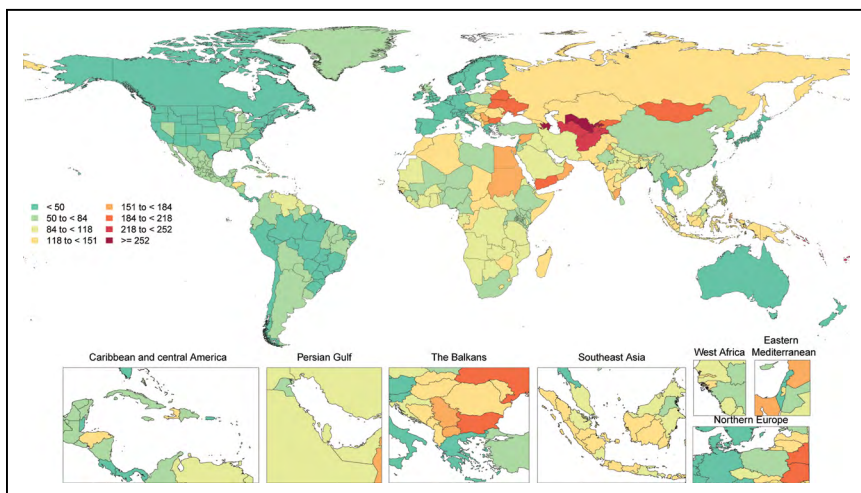 < 50
50 to < 84
84 to < 118
118 to < 151
151 to < 184
184 to < 218
218 to < 252
>= 252
Caribbean and central America
Persian Gulf
The Balkans
Southeast Asia
West Africa
Eastern
Mediterranean
Northern Europe